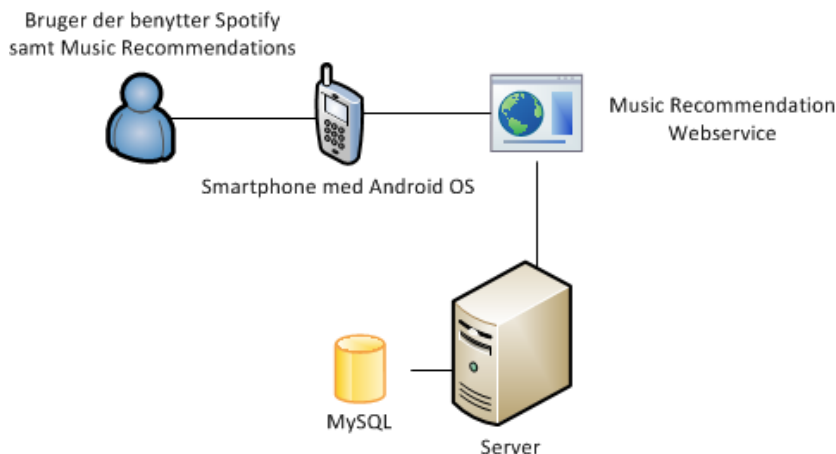 Bruger der benytter Spotify
samt Music Recommendations
Music Recommendation
Webservice
Smartphone med Android OS
MySQL
Server